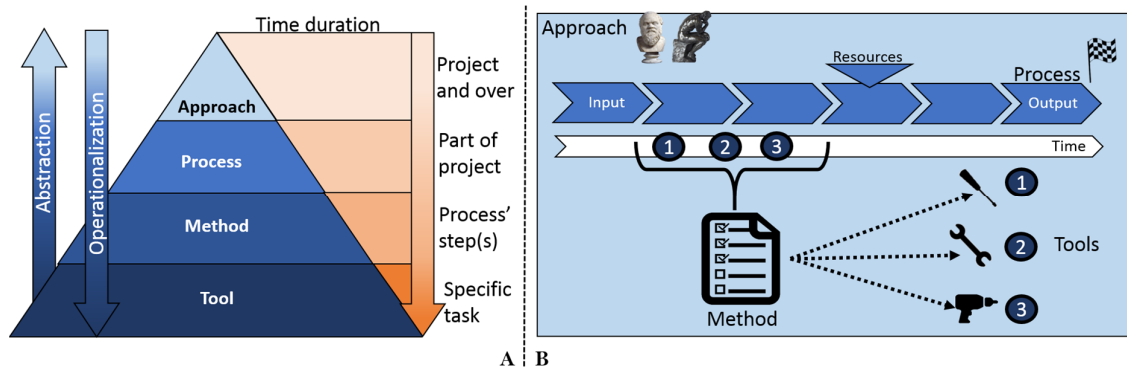 Time duration
Abstraction
Operationalization
Approach
Process
Method
Tool
Project
and over
Part of
project
Process’
step(s)
Specific
task
A
B
Approach
Resources
Process
Input
Output
1
2
3
Time
1
2
Tools
3
Method